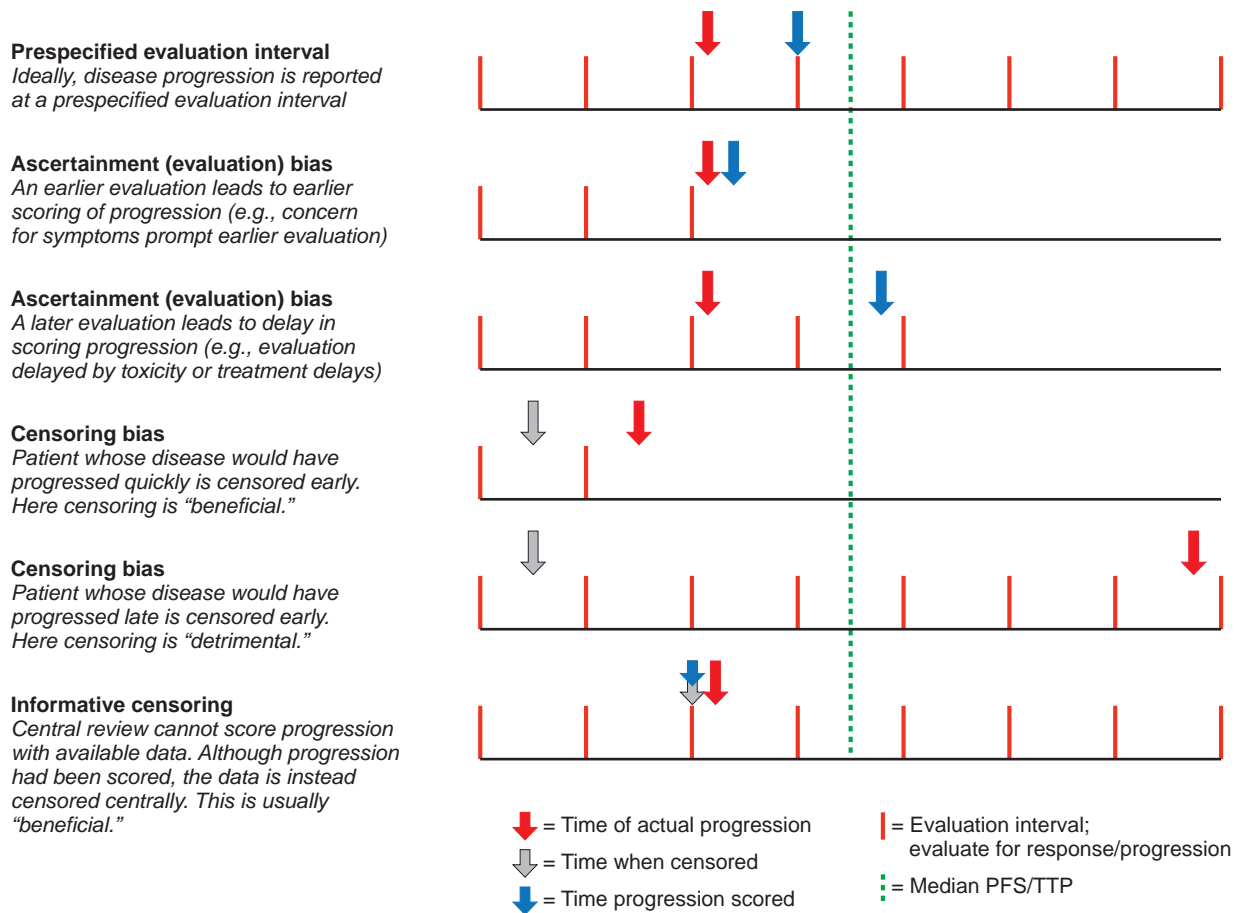 Prespecified evaluation interval
Ideally, disease progression is reported
at a prespecified evaluation interval
Ascertainment (evaluation) bias
An earlier evaluation leads to earlier
scoring of progression (e.g., concern
for symptoms prompt earlier evaluation)
Ascertainment (evaluation) bias
A later evaluation leads to delay in
scoring progression (e.g., evaluation
delayed by toxicity or treatment delays)
Censoring bias
Patient whose disease would have
progressed quickly is censored early.
Here censoring is “beneficial.”
Censoring bias
Patient whose disease would have
progressed late is censored early.
Here censoring is “detrimental.”
Informative censoring
Central review cannot score progression
with available data. Although progression
had been scored, the data is instead
censored centrally. This is usually
“beneficial.”
= Time of actual progression
= Time when censored
= Time progression scored
= Evaluation interval;
evaluate for response/progression
= Median PFS/TTP